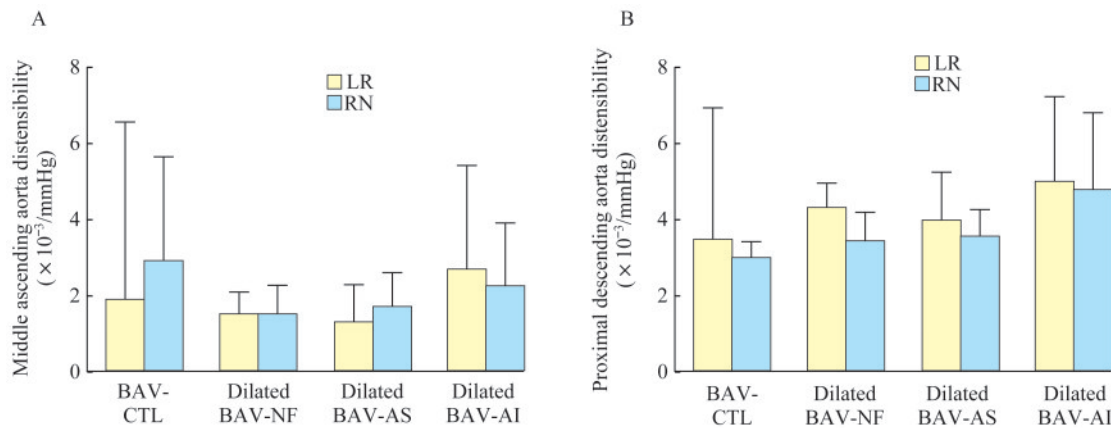 A
Middle ascending aorta distensibility
(× 10⁻³/mmHg)
8
6
4
2
0
LR
RN
BAV-
CTL
Dilated
BAV-NF
Dilated
BAV-AS
Dilated
BAV-AI
B
Proximal descending aorta distensibility
(× 10⁻³/mmHg)
8
6
4
2
0
LR
RN
BAV-
CTL
Dilated
BAV-NF
Dilated
BAV-AS
Dilated
BAV-AI